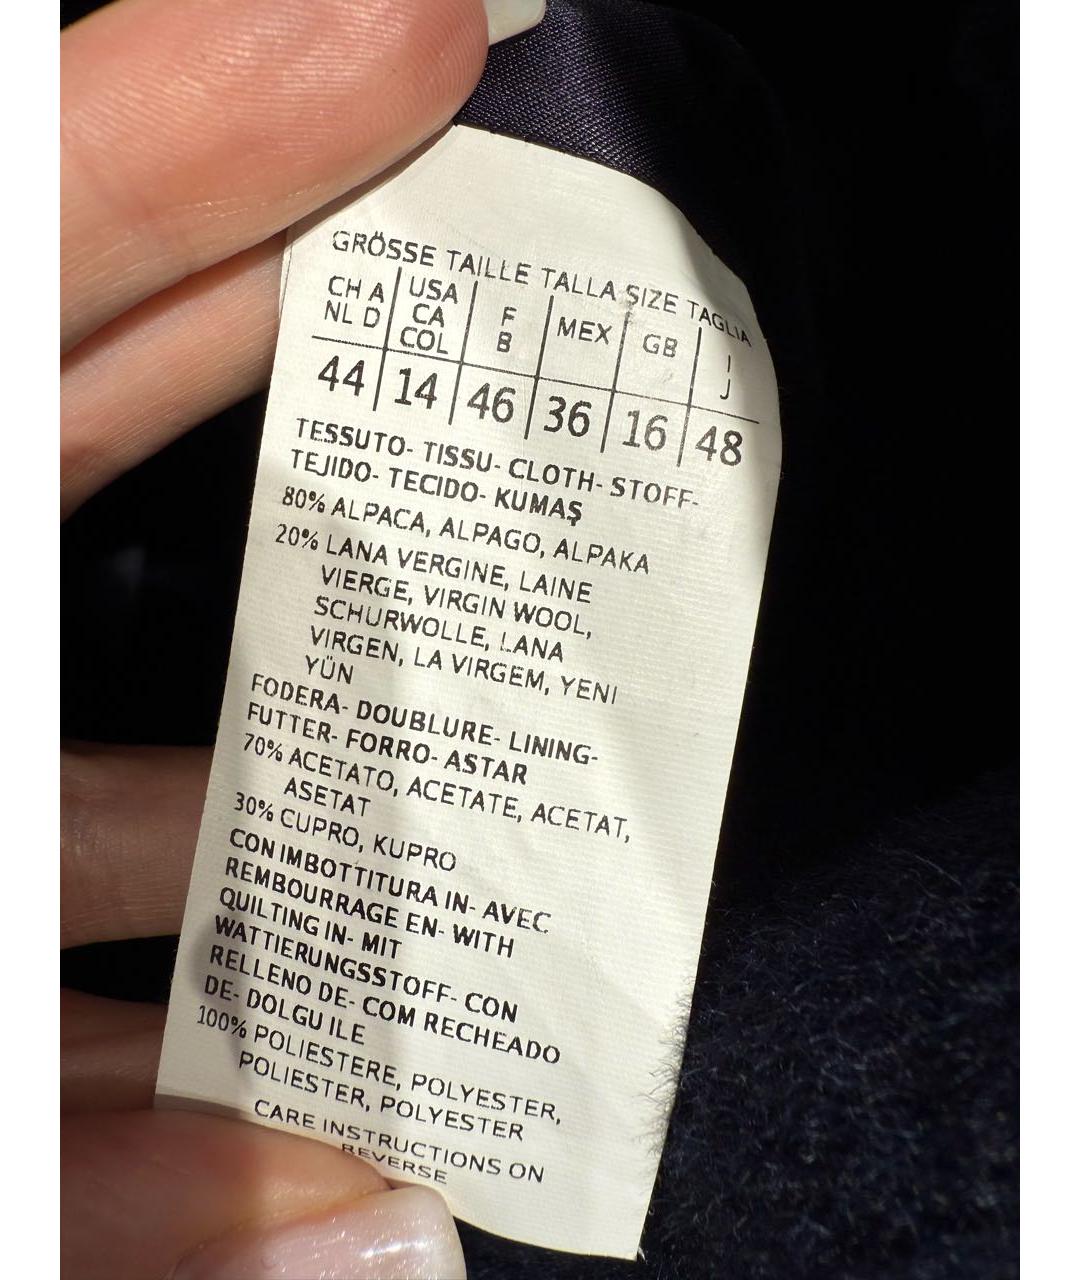 GRÖSSE TAILLE TALLA SIZE TAGLIA
CH A NL D | USA CA COL | F B | MEX | GB | I J
44 | 14 | 46 | 36 | 16 | 48
TESSUTO- TISSU- CLOTH- STOFF-
TEJIDO- TECIDO- KUMAŞ
80% ALPACA, ALPAGO, ALPAKA
20% LANA VERGINE, LAINE
VIERGE, VIRGIN WOOL,
SCHURWOLLE, LANA
VIRGEN, LA VIRGEM, YENI
YÜN
FODERA- DOUBLURE- LINING-
FUTTER- FORRO- ASTAR
70% ACETATO, ACETATE, ACETAT,
ASETAT
30% CUPRO, KUPRO
CON IMBOTTITURA IN- AVEC
REMBOURRAGE EN- WITH
QUILTING IN- MIT
WATTIERUNGSSTOFF- CON
RELLENO DE- COM RECHEADO
DE- DOLGU ILE
100% POLIESTERE, POLYESTER,
POLIESTER, POLYESTER
CARE INSTRUCTIONS ON
REVERSE